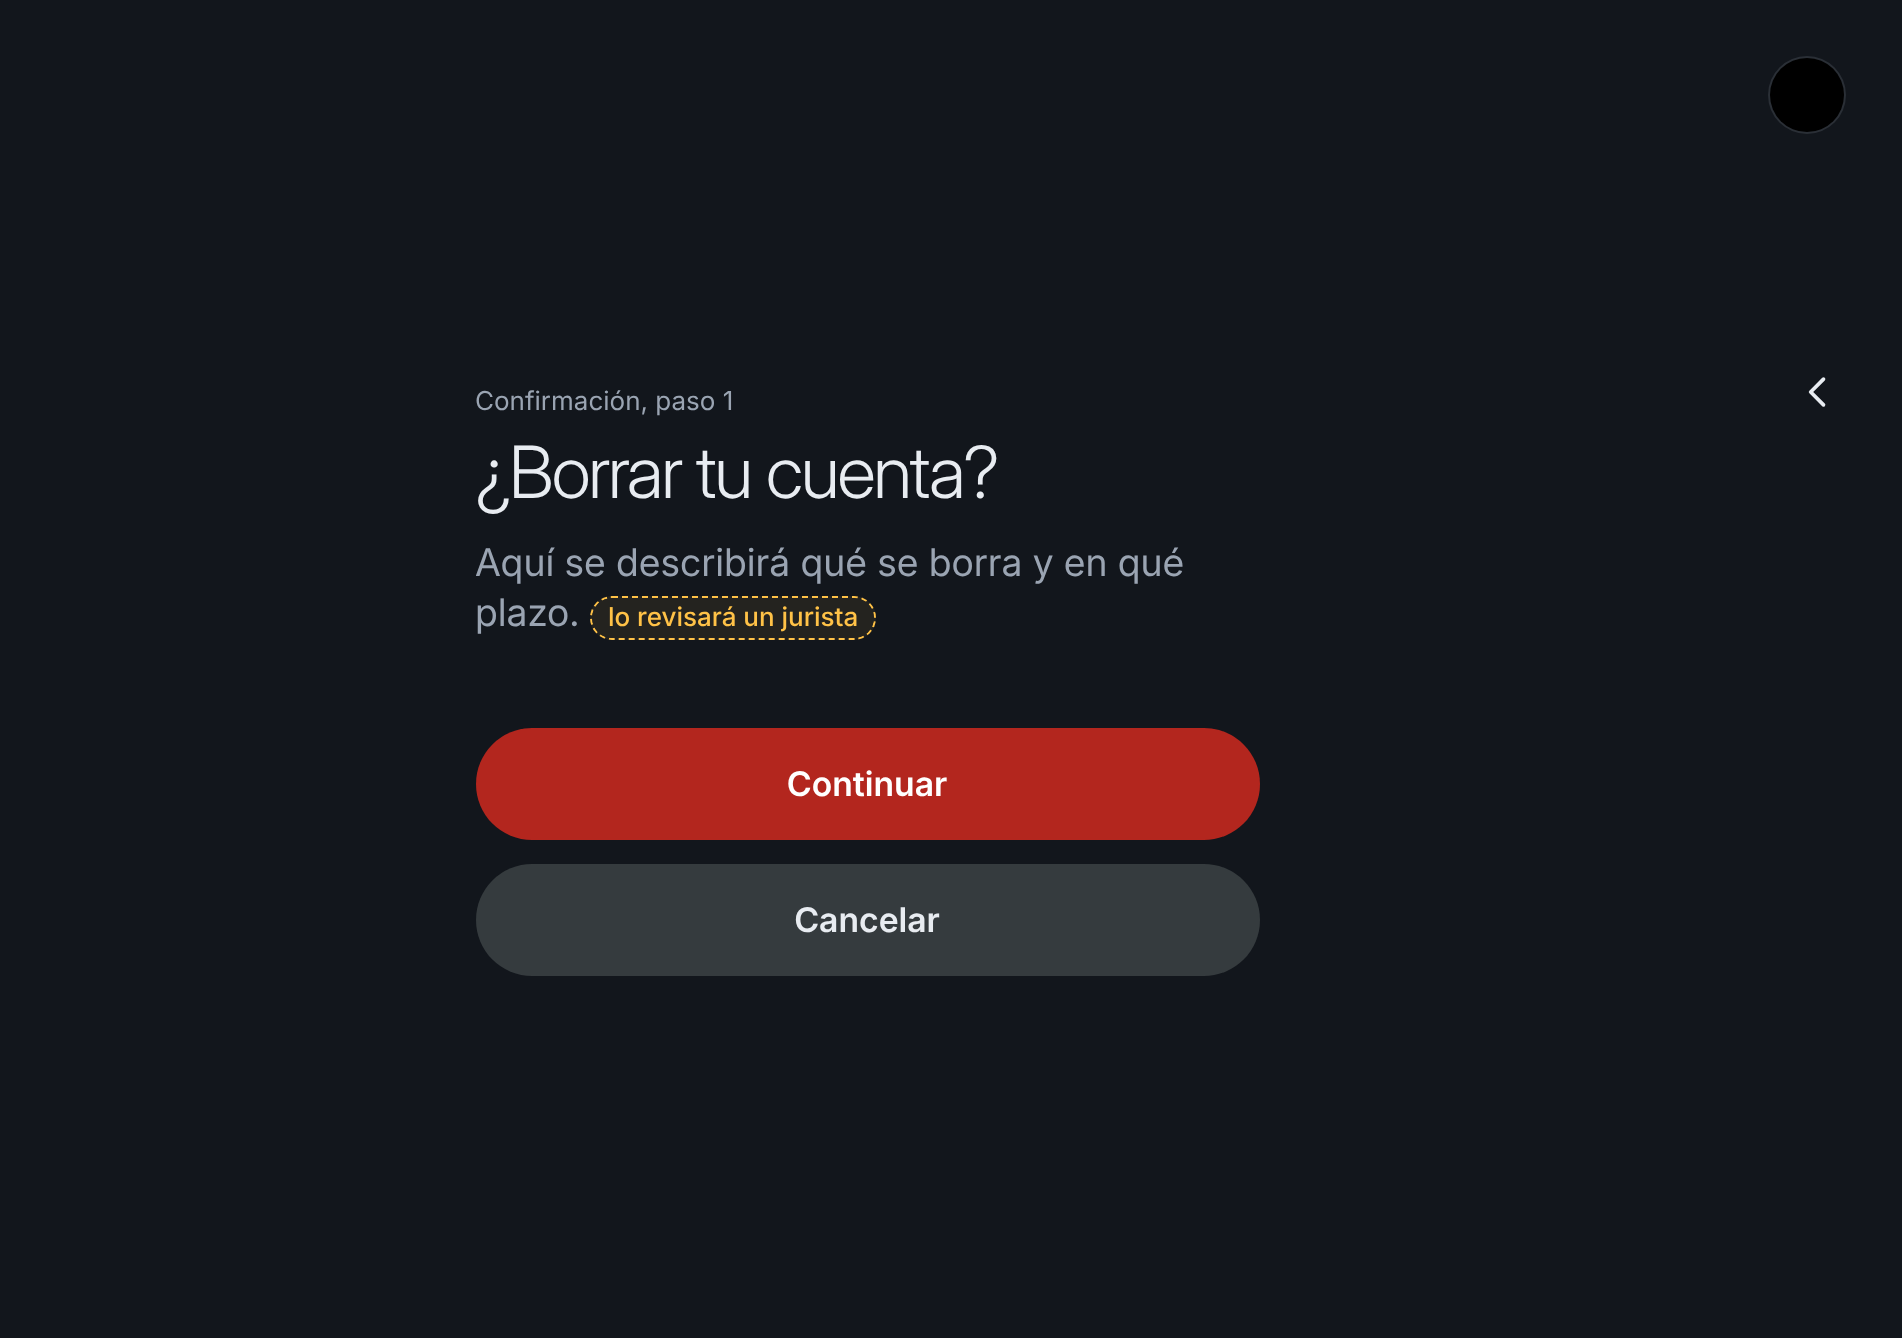 Confirmación, paso 1
¿Borrar tu cuenta?
Aquí se describirá qué se borra y en qué
plazo. lo revisará un jurista
Continuar
Cancelar